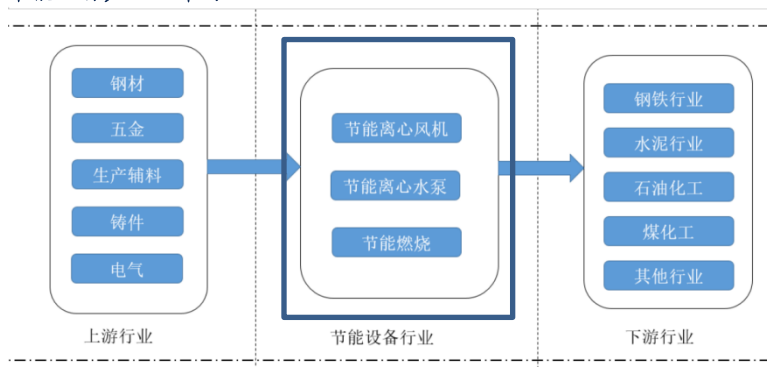 钢材
五金
生产辅料
铸件
电气
上游行业
节能离心风机
节能离心水泵
节能燃烧
节能设备行业
钢铁行业
水泥行业
石油化工
煤化工
其他行业
下游行业